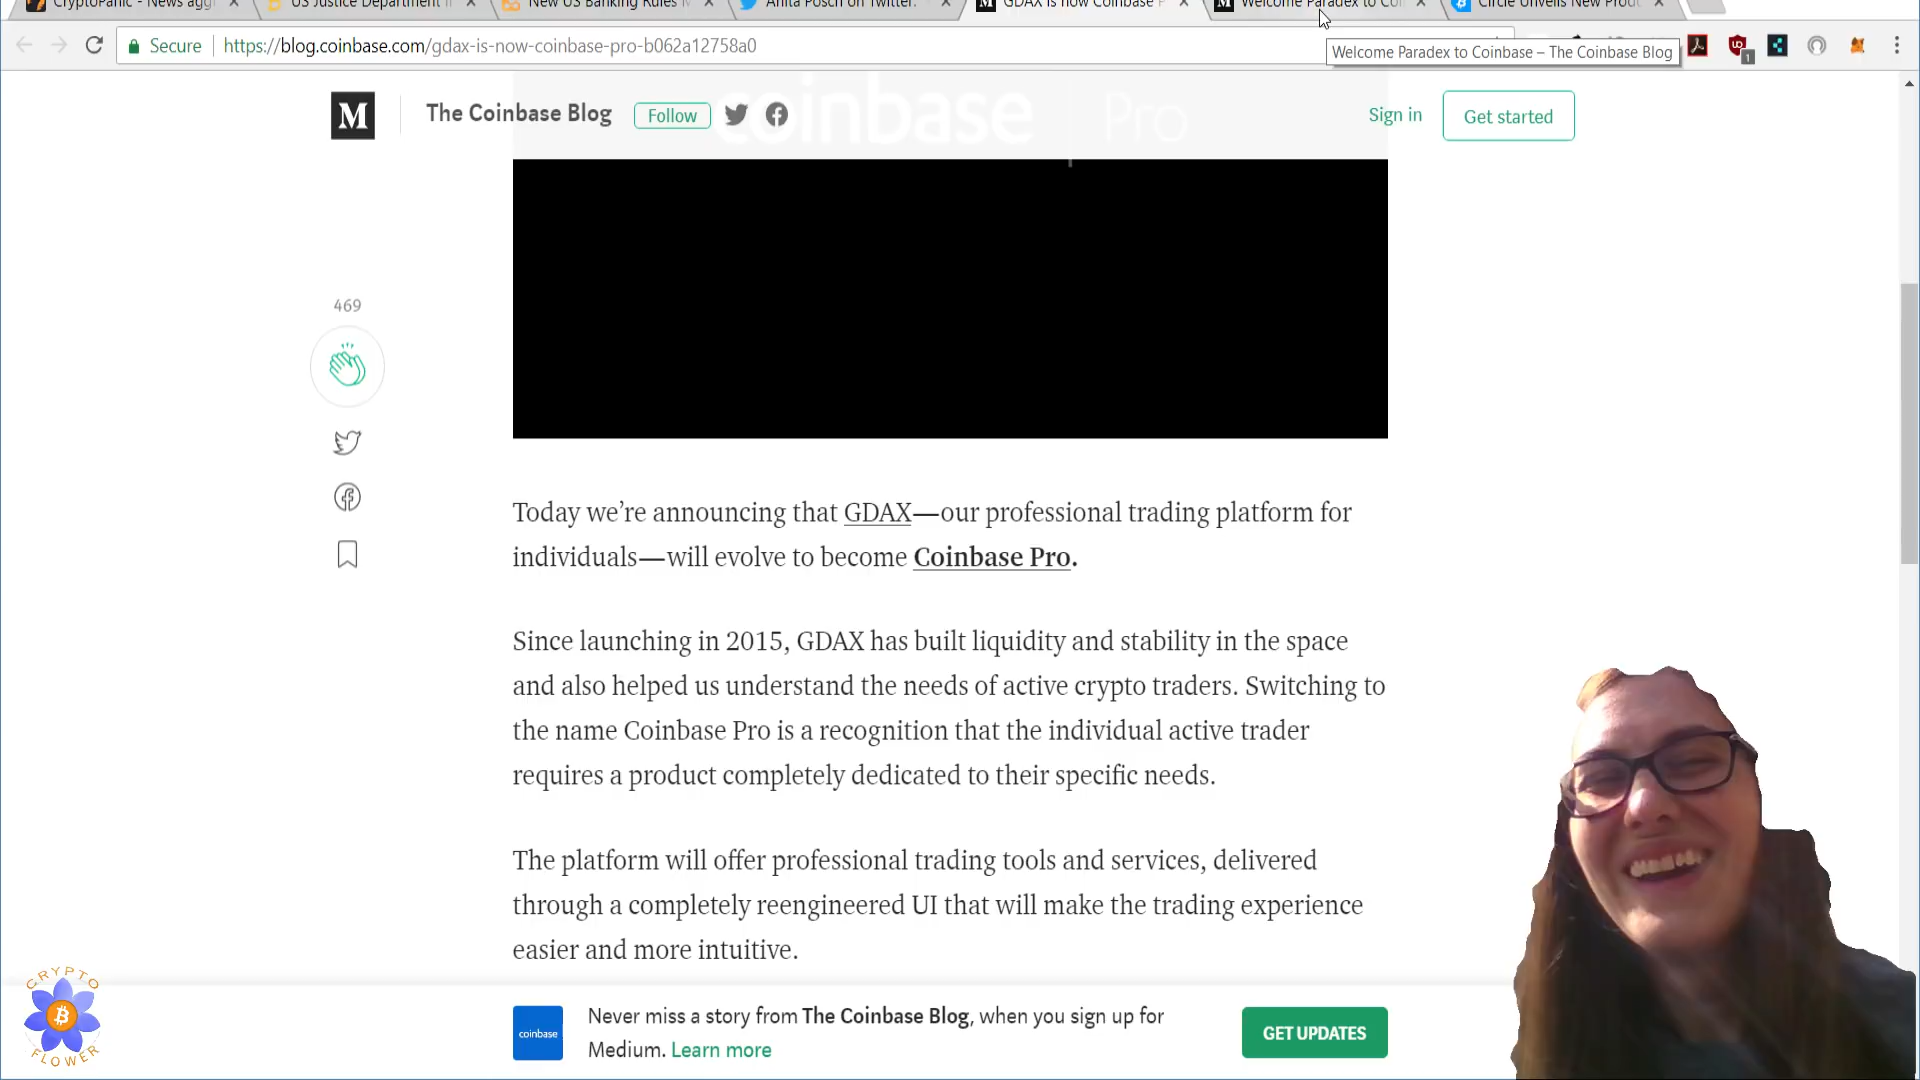 CryptoPanic - News aggr
US Justice Department
New US Banking Rules
Anita Posch on Twitter:
GDAX is now Coinbase P
Welcome Paradex to Coi
Circle Unveils New Produ
Secure https://blog.coinbase.com/gdax-is-now-coinbase-pro-b062a12758a0
Welcome Paradex to Coinbase – The Coinbase Blog
1
coinbase Pro
M The Coinbase Blog Follow
Sign in Get started
469
Today we’re announcing that GDAX—our professional trading platform for
individuals—will evolve to become Coinbase Pro.
Since launching in 2015, GDAX has built liquidity and stability in the space
and also helped us understand the needs of active crypto traders. Switching to
the name Coinbase Pro is a recognition that the individual active trader
requires a product completely dedicated to their specific needs.
The platform will offer professional trading tools and services, delivered
through a completely reengineered UI that will make the trading experience
easier and more intuitive.
CRYPTO
FLOWER
coinbase
Never miss a story from The Coinbase Blog, when you sign up for
Medium. Learn more
GET UPDATES